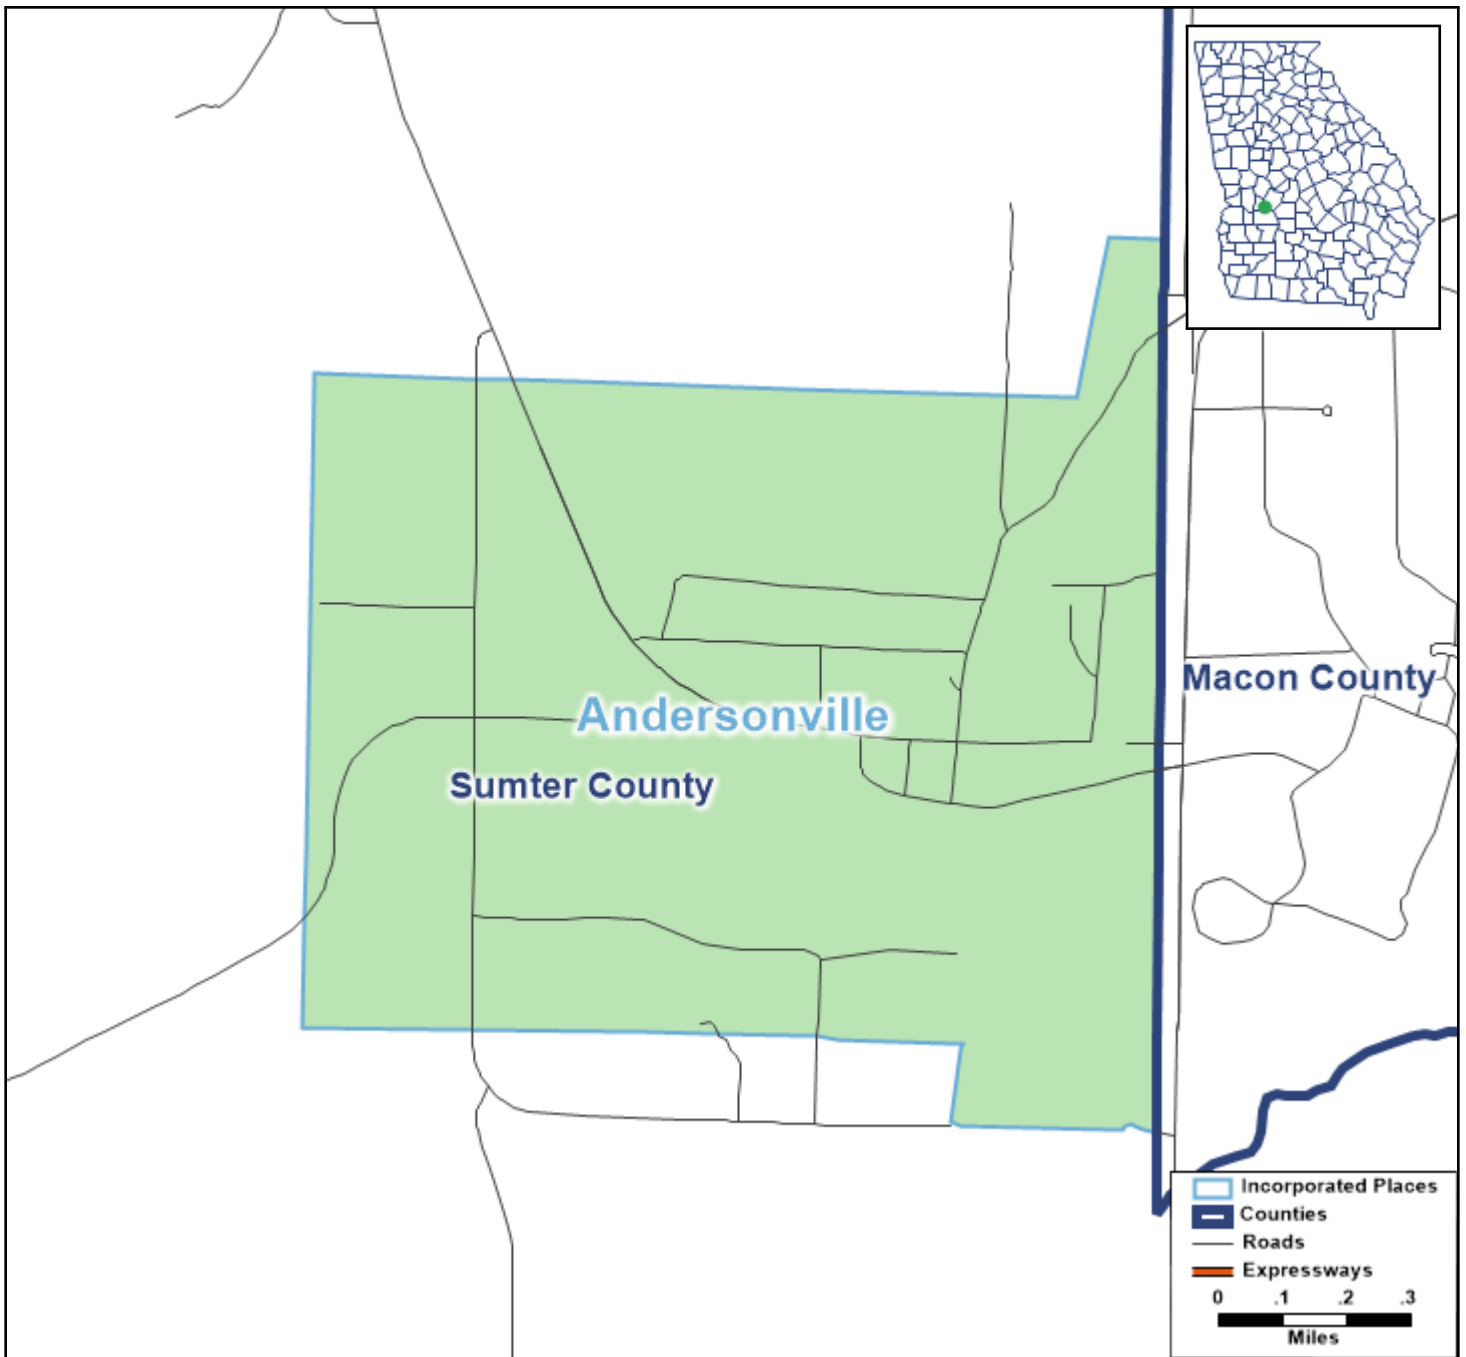 Andersonville
Macon County
Sumter County
Incorporated Places
Counties
Roads
Expressways
0 .1 .2 .3
Miles